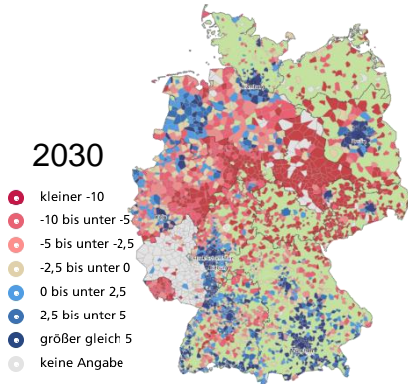 2030
kleiner -10
-10 bis unter -5
-5 bis unter -2,5
-2,5 bis unter 0
0 bis unter 2,5
2,5 bis unter 5
größer gleich 5
keine Angabe